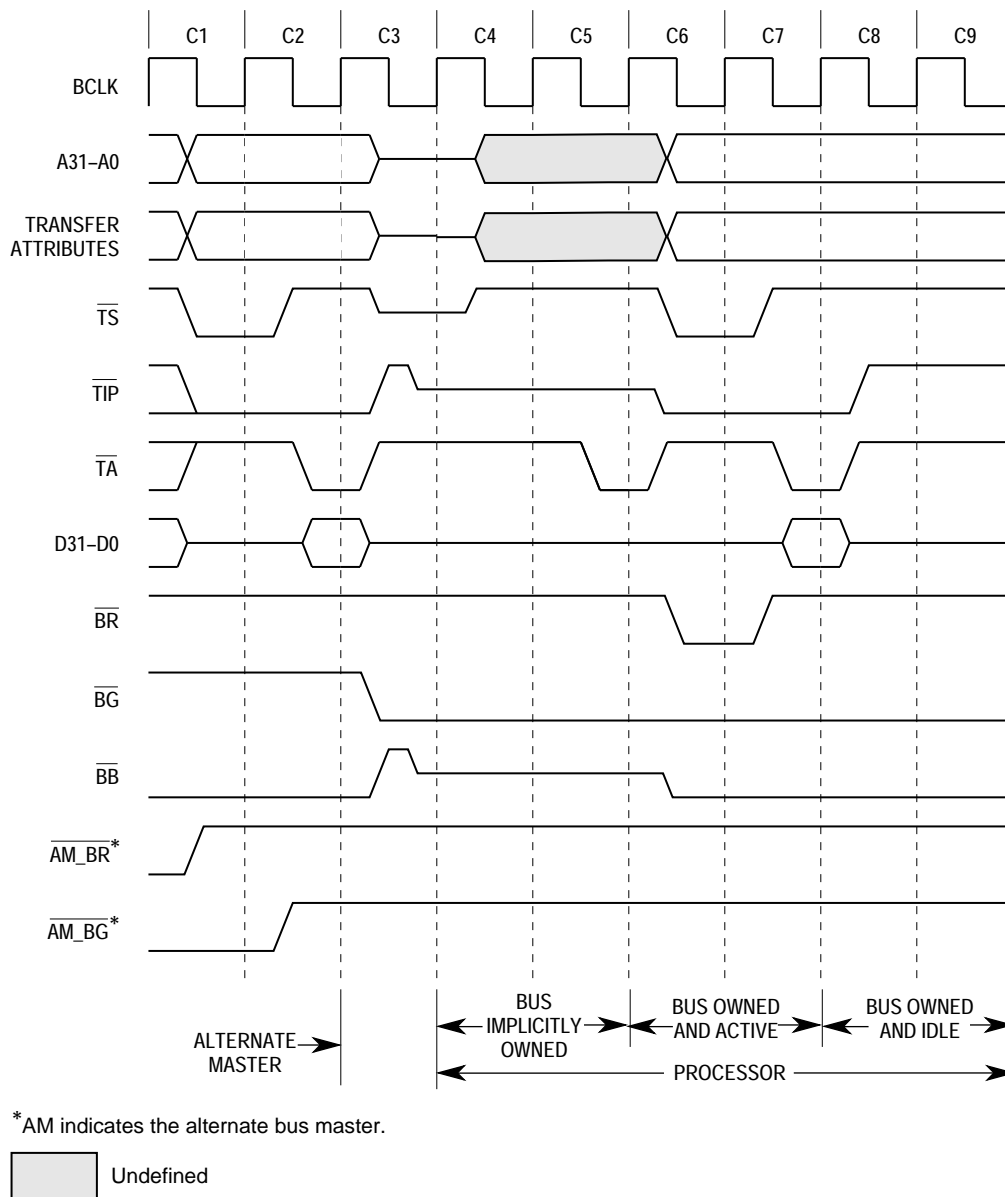 C1 C2 C3 C4 C5 C6 C7 C8 C9
BCLK
A31–A0
TRANSFER
ATTRIBUTES
TS
TIP
TA
D31–D0
BR
BG
BB
AM_BR*
AM_BG*
ALTERNATE
MASTER
BUS
IMPLICITLY
OWNED
BUS OWNED
AND ACTIVE
BUS OWNED
AND IDLE
PROCESSOR
*AM indicates the alternate bus master.
Undefined